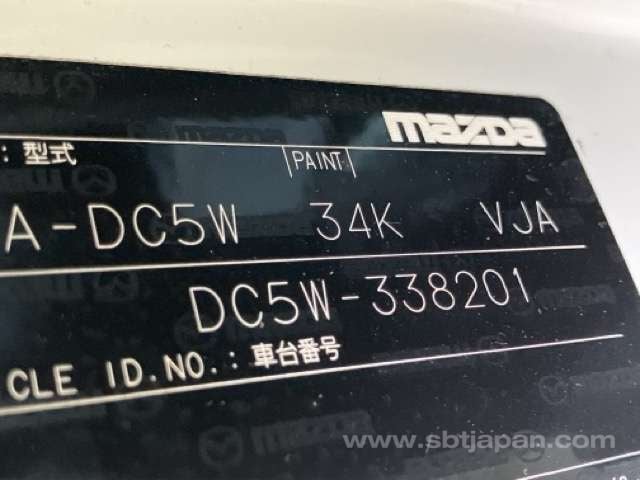 mazda
: 型式 PAINT
A-DC5W 34K VJA
DC5W-338201
CLE ID.NO.: 車台番号
mazda
www.sbtjapan.com